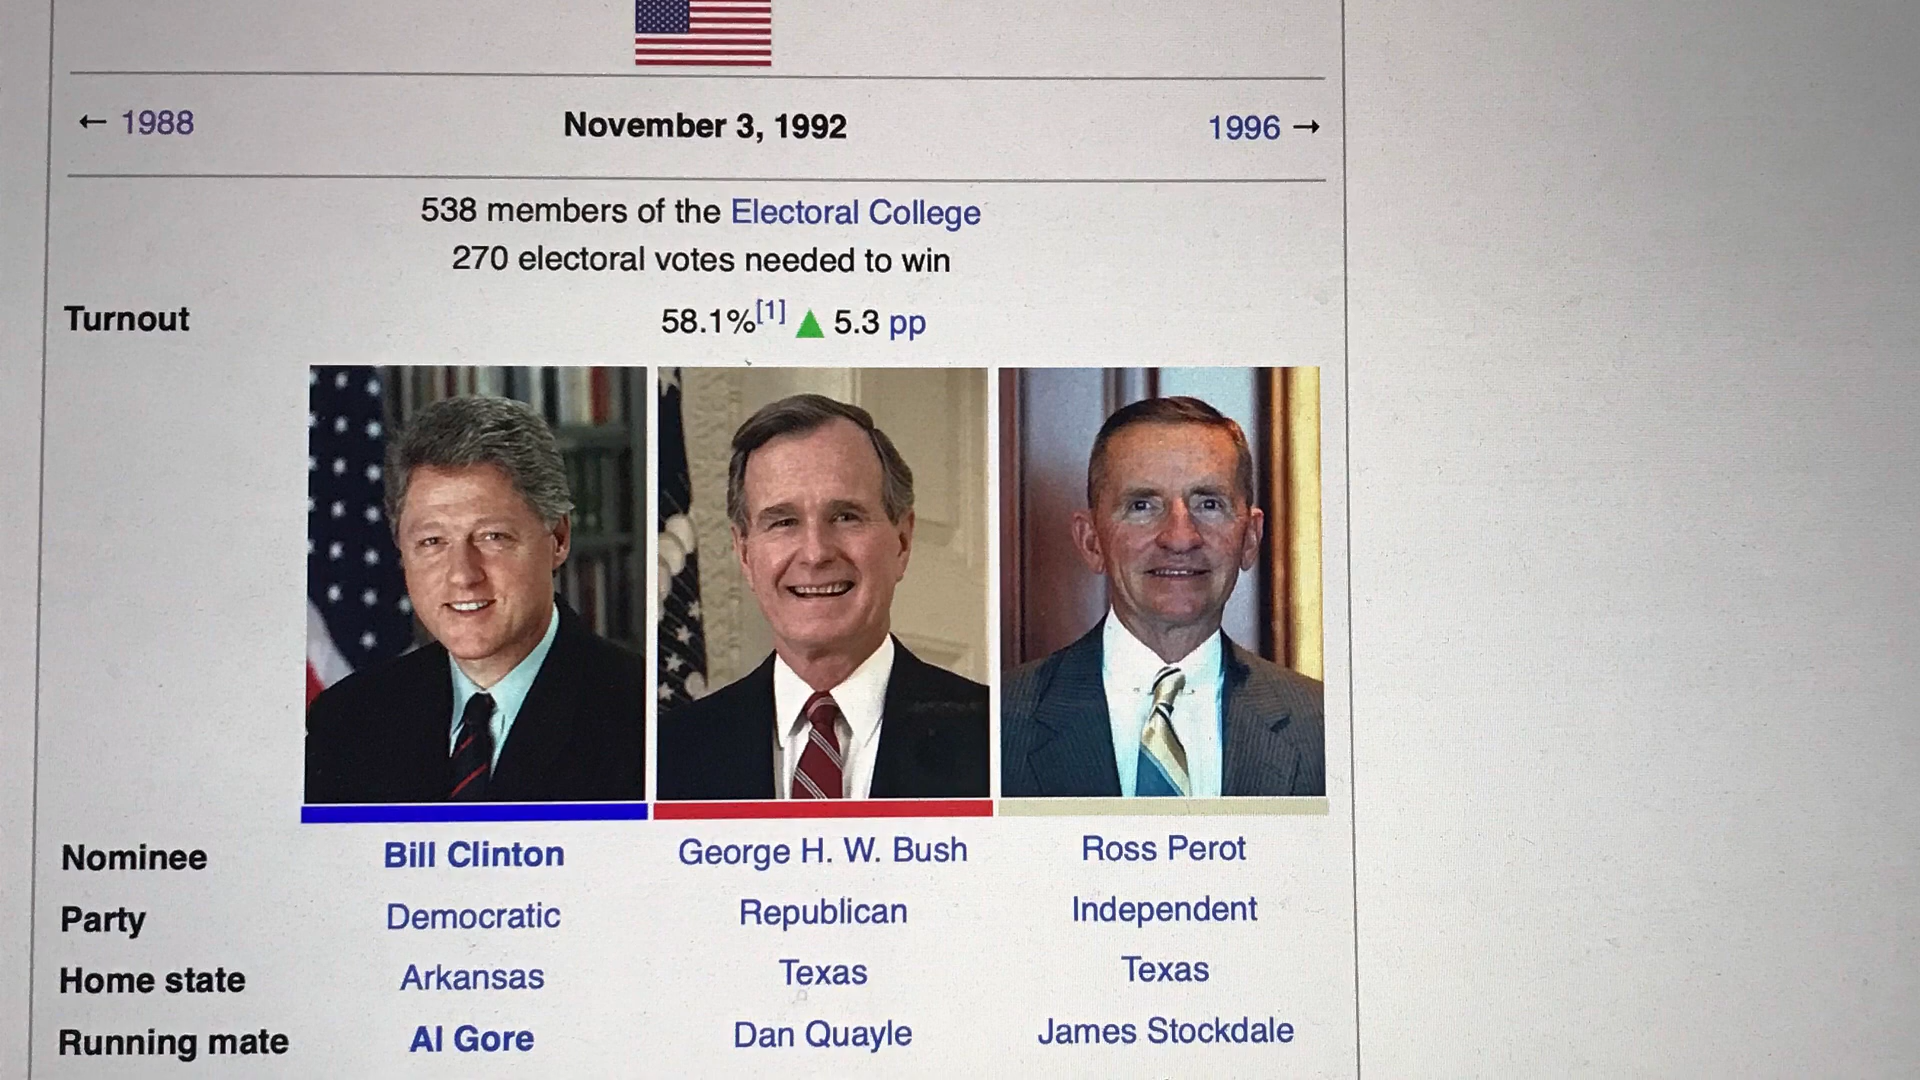 ← 1988 November 3, 1992 1996 →
538 members of the Electoral College
270 electoral votes needed to win
Turnout 58.1%[1] ▲ 5.3 pp
Nominee Bill Clinton George H. W. Bush Ross Perot
Party Democratic Republican Independent
Home state Arkansas Texas Texas
Running mate Al Gore Dan Quayle James Stockdale